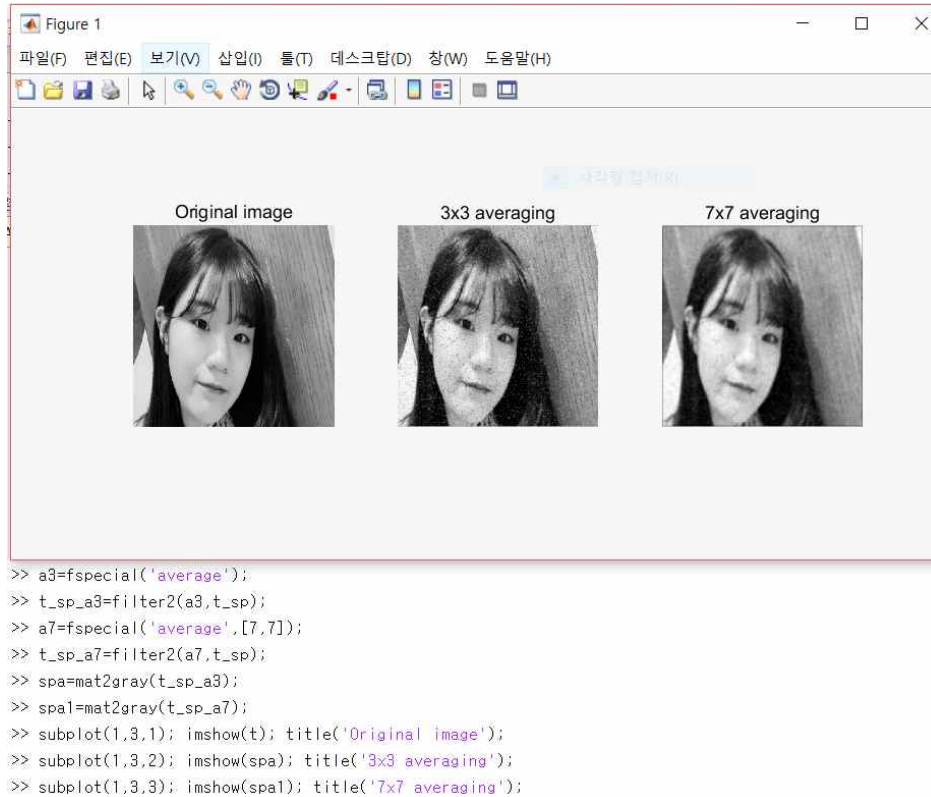 Figure 1
파일(F) 편집(E) 보기(V) 삽입(I) 툴(T) 데스크탑(D) 창(W) 도움말(H)
Original image 3x3 averaging 7x7 averaging
>> a3=fspecial('average');
>> t_sp_a3=filter2(a3,t_sp);
>> a7=fspecial('average',[7,7]);
>> t_sp_a7=filter2(a7,t_sp);
>> spa=mat2gray(t_sp_a3);
>> spa1=mat2gray(t_sp_a7);
>> subplot(1,3,1); imshow(t); title('Original image');
>> subplot(1,3,2); imshow(spa); title('3x3 averaging');
>> subplot(1,3,3); imshow(spa1); title('7x7 averaging');